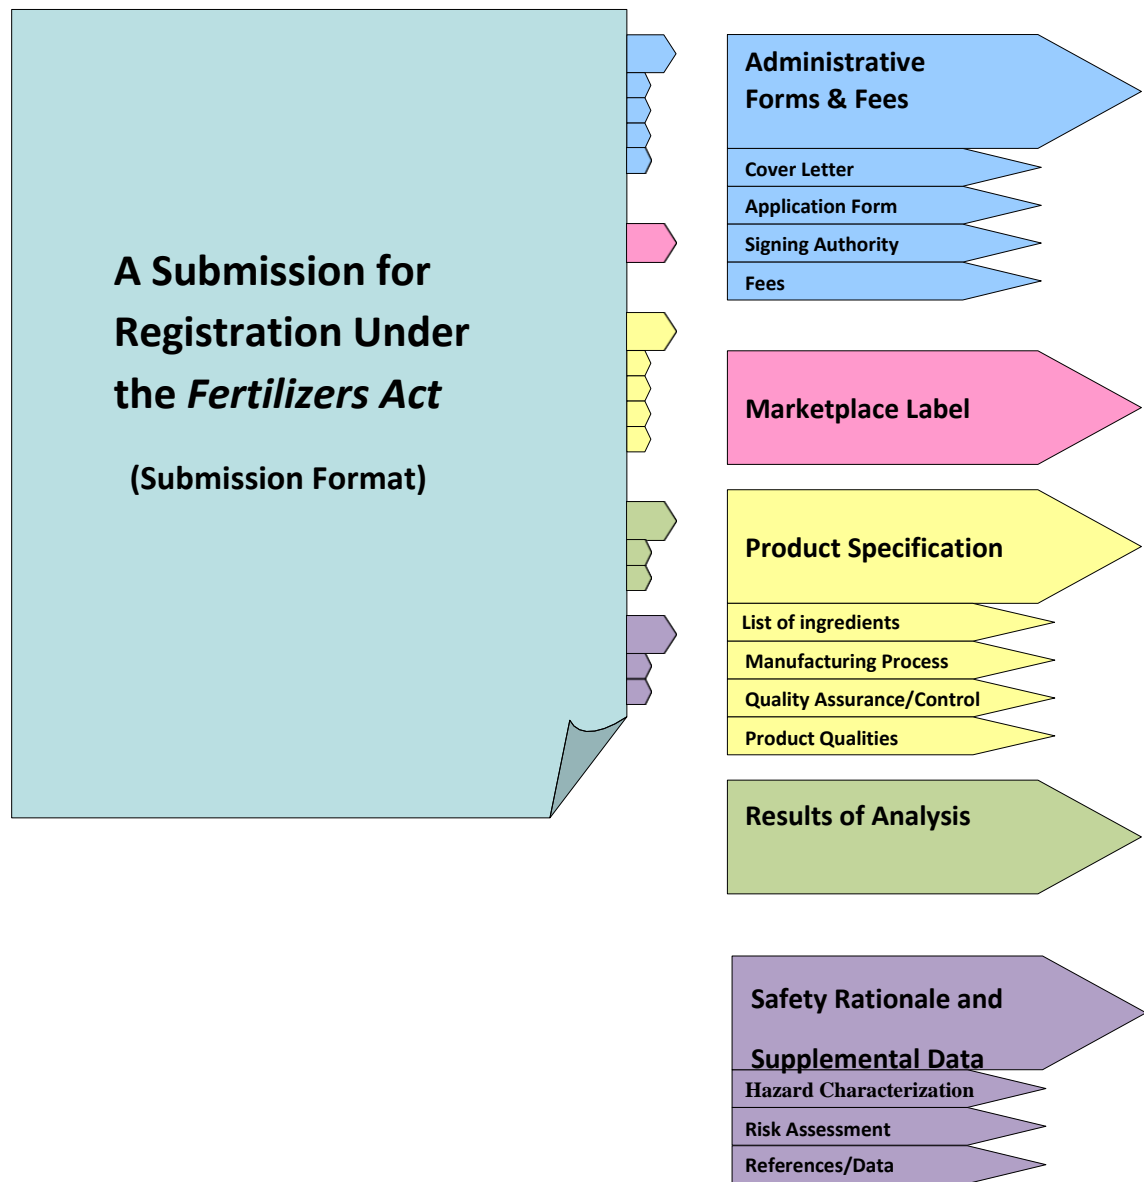 A Submission for
Registration Under
the Fertilizers Act
(Submission Format)
Administrative
Forms & Fees
Cover Letter
Application Form
Signing Authority
Fees
Marketplace Label
Product Specification
List of ingredients
Manufacturing Process
Quality Assurance/Control
Product Qualities
Results of Analysis
Safety Rationale and
Supplemental Data
Hazard Characterization
Risk Assessment
References/Data